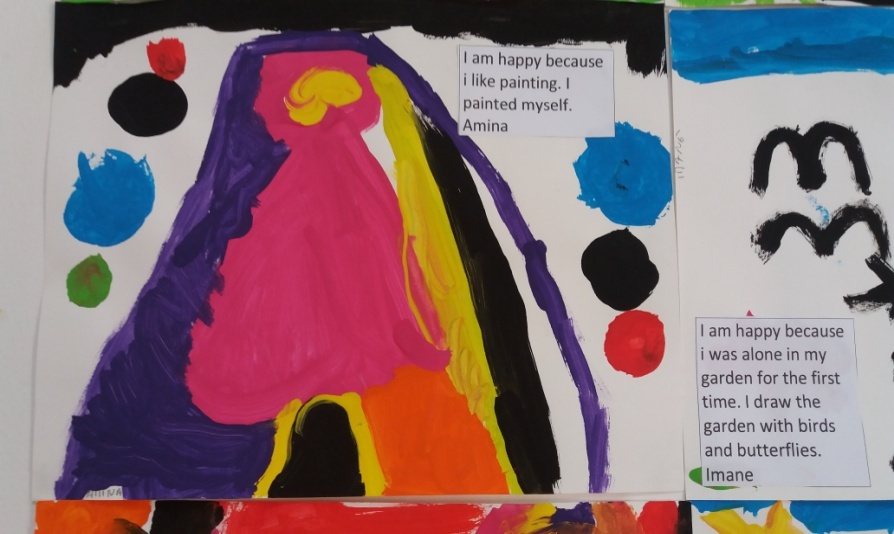 I am happy because
i like painting. I
painted myself.
Amina
AMINA
I am happy because
i was alone in my
garden for the first
time. I draw the
garden with birds
and butterflies.
Imane